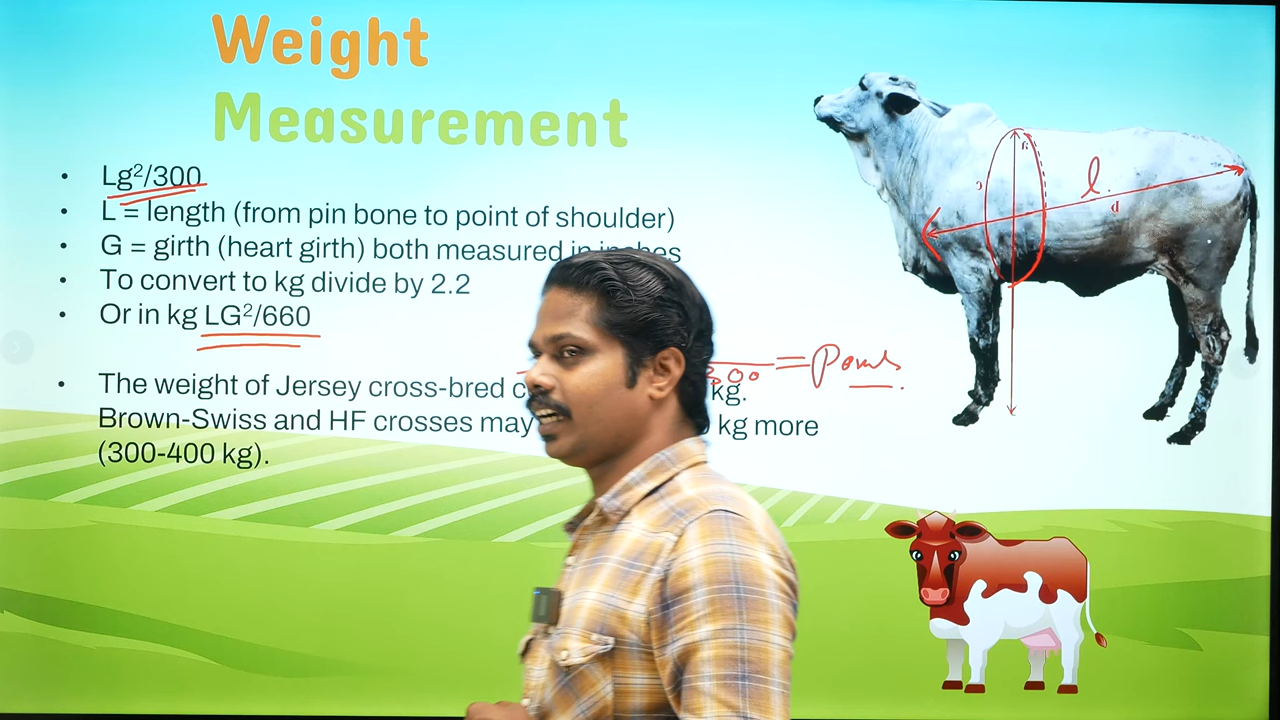 Weight
Measurement
• Lg²/300
• L = length (from pin bone to point of shoulder)
• G = girth (heart girth) both measured in inches
• To convert to kg divide by 2.2
• Or in kg LG²/660
300 = Pounds
• The weight of Jersey cross-bred kg.
Brown-Swiss and HF crosses may kg more
(300-400 kg).
l.